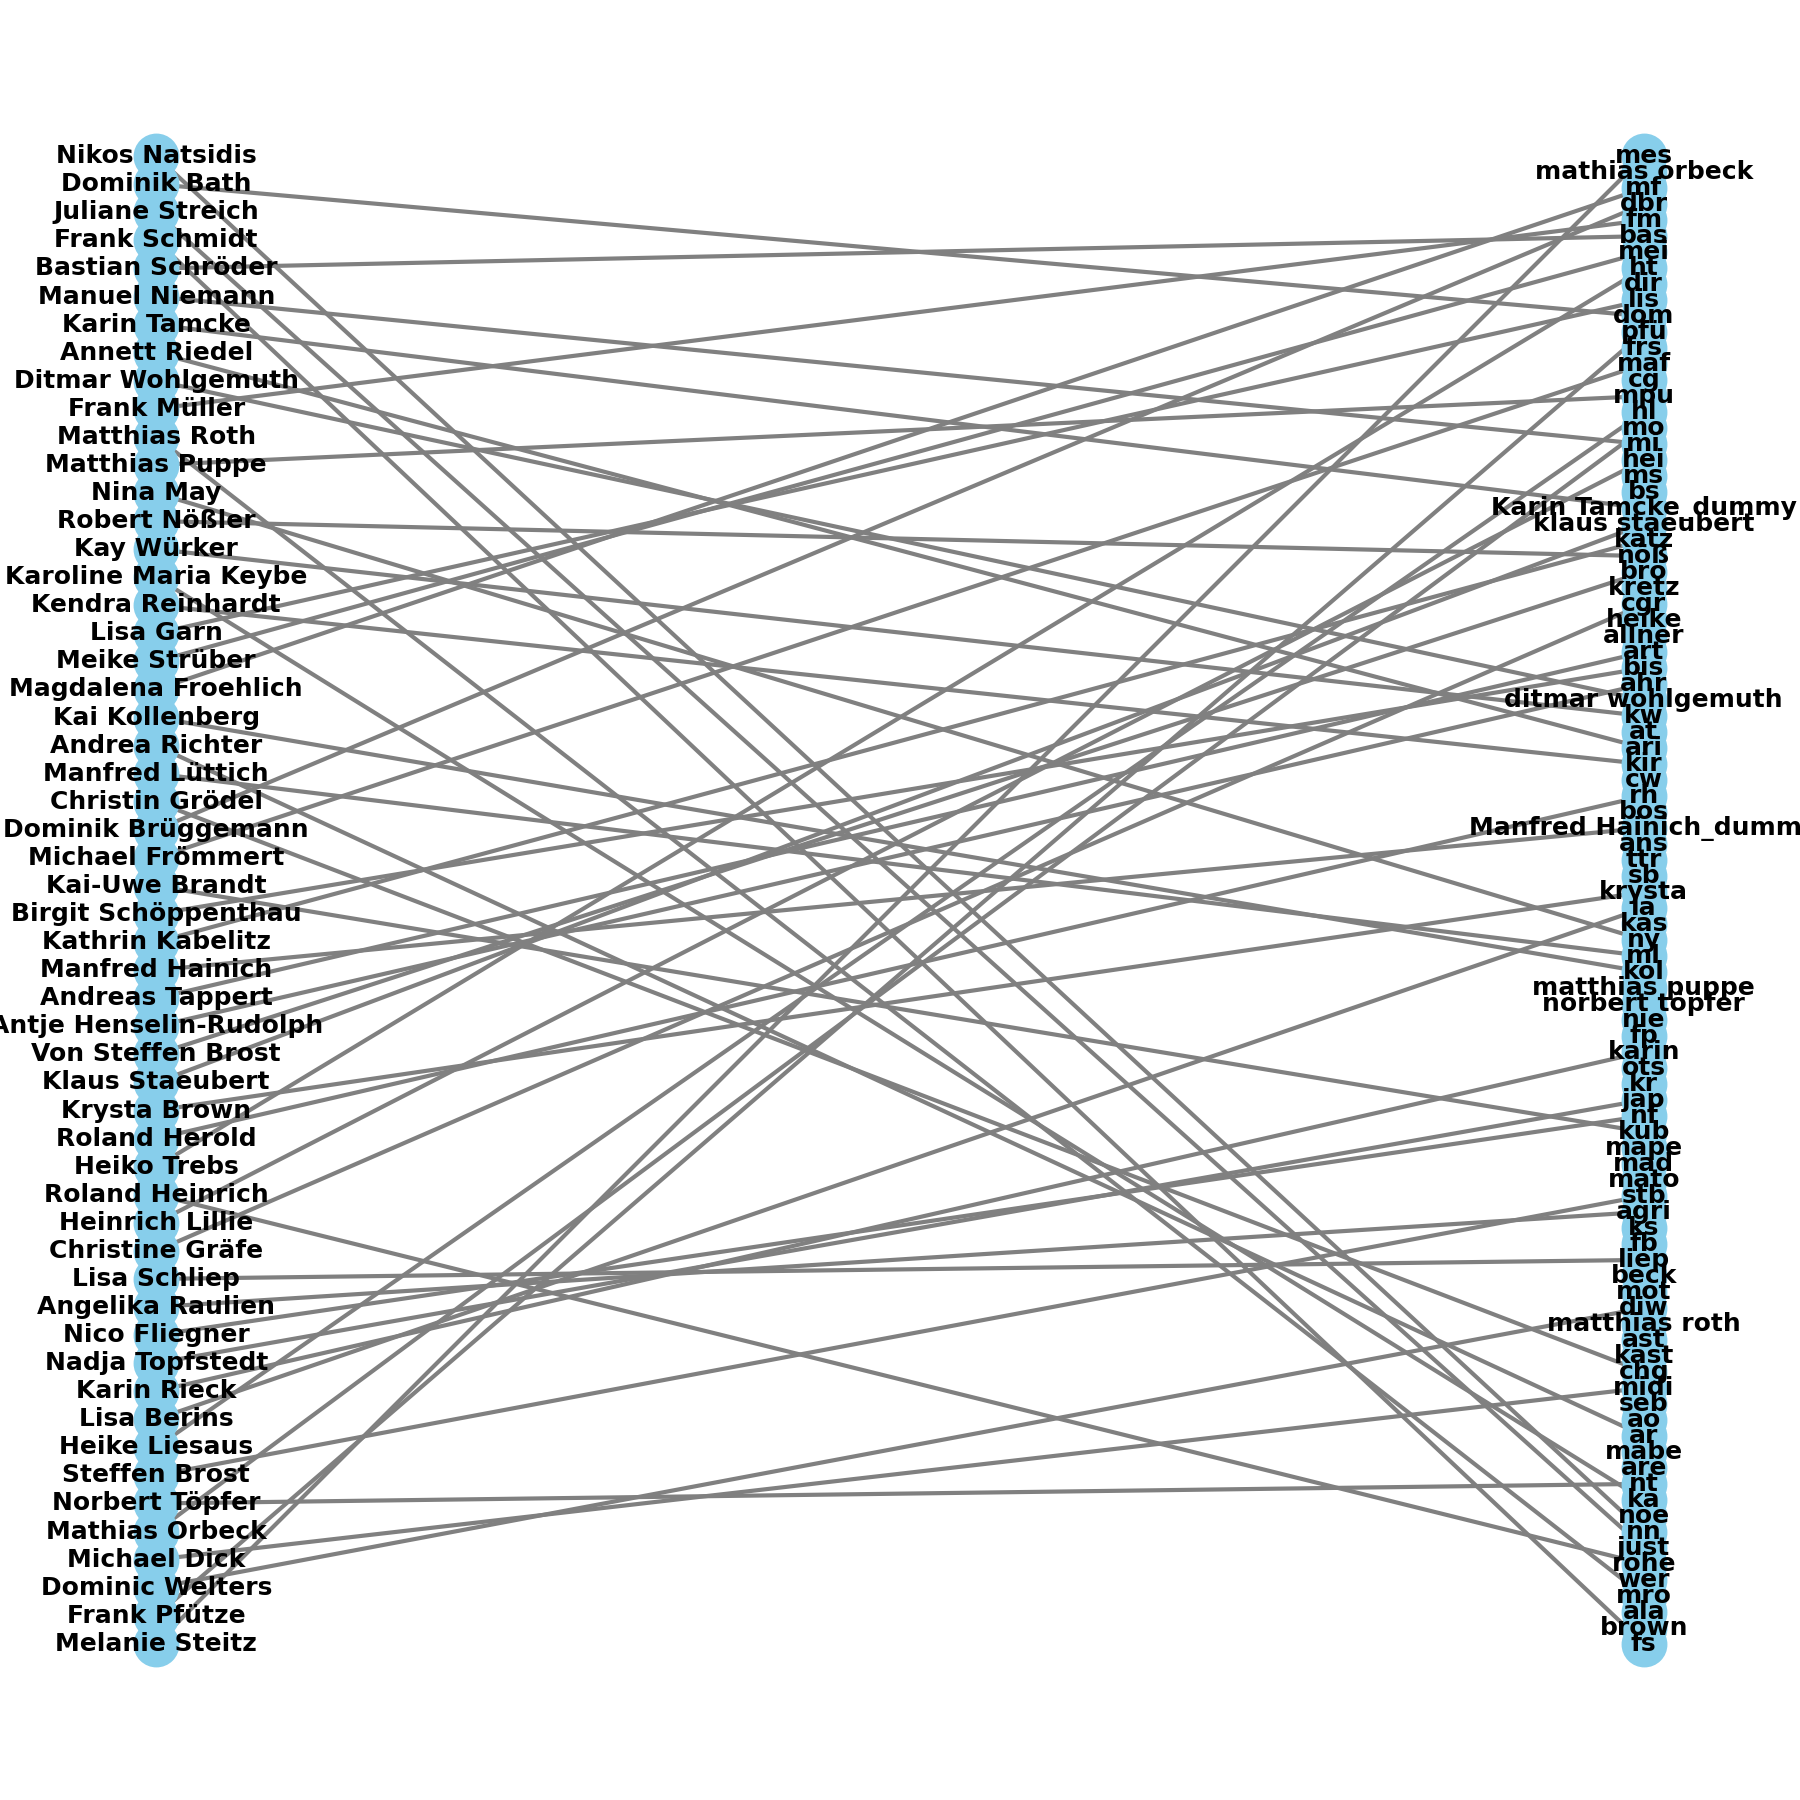 Nikos Natsidis
Dominik Bath
Juliane Streich
Frank Schmidt
Bastian Schröder
Manuel Niemann
Karin Tamcke
Annett Riedel
Ditmar Wohlgemuth
Frank Müller
Matthias Roth
Matthias Puppe
Nina May
Robert Nößler
Kay Würker
Karoline Maria Keybe
Kendra Reinhardt
Lisa Garn
Meike Strüber
Magdalena Froehlich
Kai Kollenberg
Andrea Richter
Manfred Lüttich
Christin Grödel
Dominik Brüggemann
Michael Frömmert
Kai-Uwe Brandt
Birgit Schöppenthau
Kathrin Kabelitz
Manfred Hainich
Andreas Tappert
Antje Henselin-Rudolph
Von Steffen Brost
Klaus Staeubert
Krysta Brown
Roland Herold
Heiko Trebs
Roland Heinrich
Heinrich Lillie
Christine Gräfe
Lisa Schliep
Angelika Raulien
Nico Fliegner
Nadja Topfstedt
Karin Rieck
Lisa Berins
Heike Liesaus
Steffen Brost
Norbert Töpfer
Mathias Orbeck
Michael Dick
Dominic Welters
Frank Pfütze
Melanie Steitz
mes
mathias orbeck
mf
dbr
fm
bas
mei
ht
dir
lis
dom
pfü
frs
maf
cg
mpu
hl
mo
hei
ms
bs
Karin Tamcke_dummy
klaus staeubert
katz
nöß
bro
kretz
cgr
heike
allner
art
bis
ahr
ditmar wohlgemuth
kw
at
ari
kir
cw
rh
bos
Manfred Hainich_dumm
ans
ttr
sb
krysta
kas
ny
ml
kol
matthias puppe
norbert töpfer
nie
fp
karin
ots
kr
jap
kub
mape
mad
mato
stb
agri
ks
fb
liep
beck
mot
diw
matthias roth
ast
kast
chg
midi
seb
ao
ar
mabe
are
nt
ka
noe
nn
just
rohe
wer
mro
ala
brown
fs